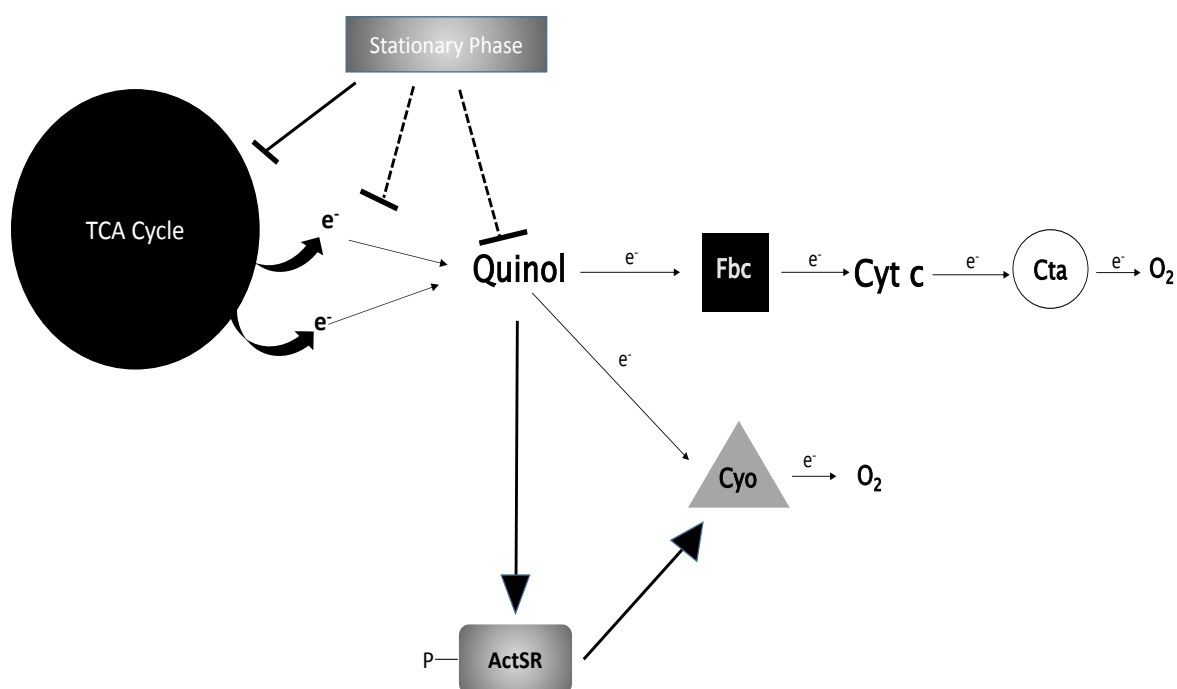 Stationary Phase
TCA Cycle
e-
e-
Quinol
e-
Fbc
e-
Cyt c
e-
Cta
e-
O2
e-
Cyo
e-
O2
P
ActSR